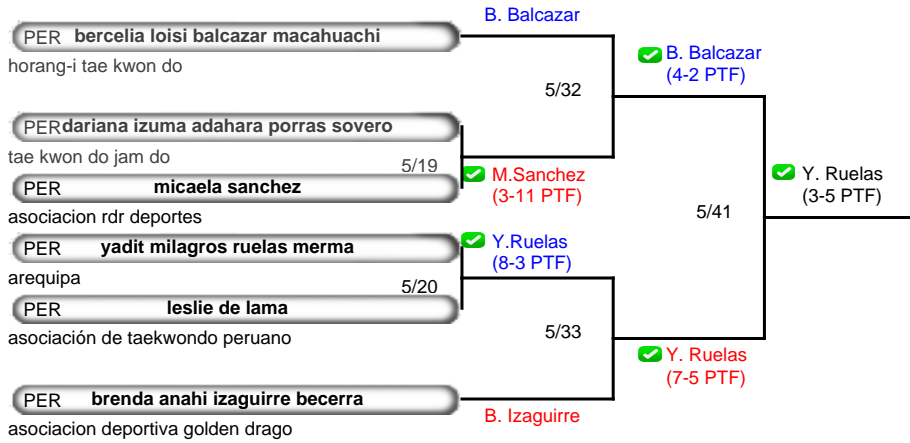 B. Balcazar
PER bercelia loisi balcazar macahuachi
horang-i tae kwon do
B. Balcazar
(4-2 PTF)
5/32
PER dariana izuma adahara porras sovero
tae kwon do jam do
5/19
PER micaela sanchez
M.Sanchez
(3-11 PTF)
asociacion rdr deportes
Y. Ruelas
(3-5 PTF)
5/41
PER yadit milagros ruelas merma
Y.Ruelas
(8-3 PTF)
arequipa
5/20
PER leslie de lama
asociación de taekwondo peruano
5/33
Y. Ruelas
(7-5 PTF)
PER brenda anahi izaguirre becerra
B. Izaguirre
asociacion deportiva golden drago